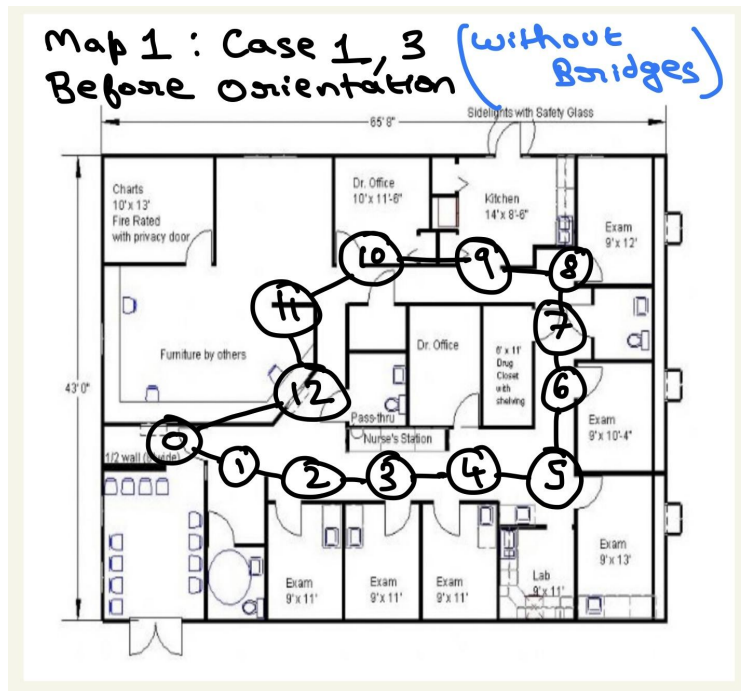 Map 1 : Case 1, 3 (without
Before orientation Bridges)
Sidelights with Safety Glass
65'8"
Charts
10' x 13'
Fire Rated
with privacy door
Dr. Office
10' x 11'-6"
Kitchen
14' x 8'-6"
Exam
9' x 12'
10
9
8
11
7
Furniture by others
Dr. Office
6' x 11'
Drug
Closet
with
shelving
43'0"
12
6
Pass-thru
Exam
9' x 10'-4"
0
Nurse's Station
1/2 wall
1
2
3
4
5
Exam
9' x 13'
Exam
9' x 11'
Exam
9' x 11'
Exam
9' x 11'
Lab
9' x 11'